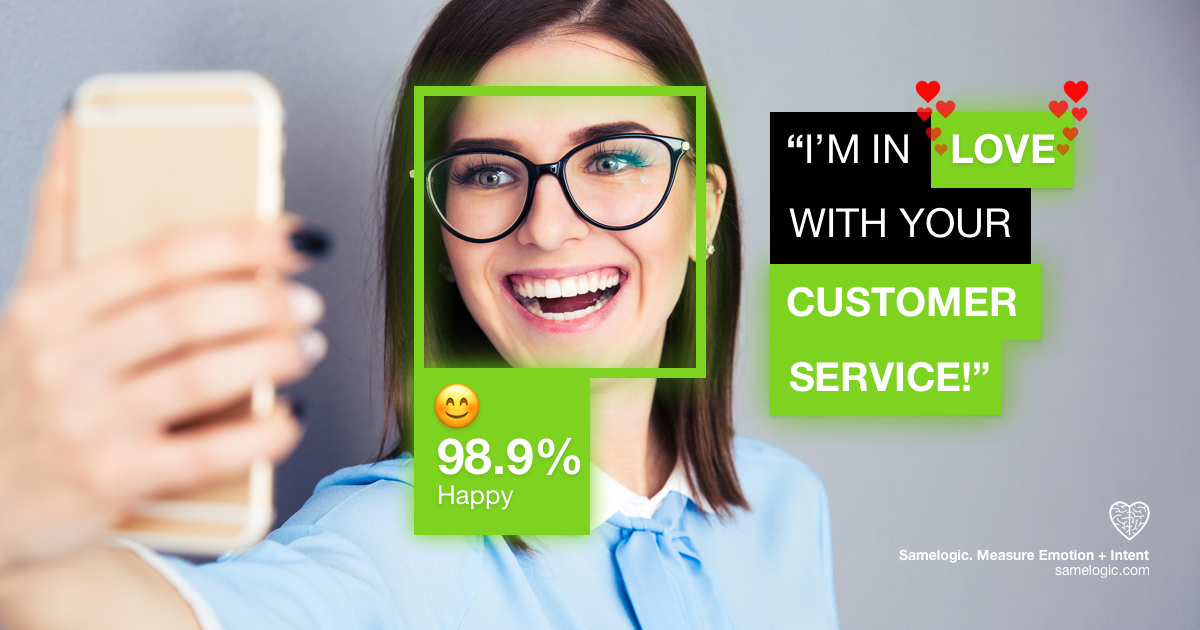 “I’M IN LOVE
WITH YOUR
CUSTOMER
SERVICE!”
98.9%
Happy
Samelogic. Measure Emotion + Intent
samelogic.com